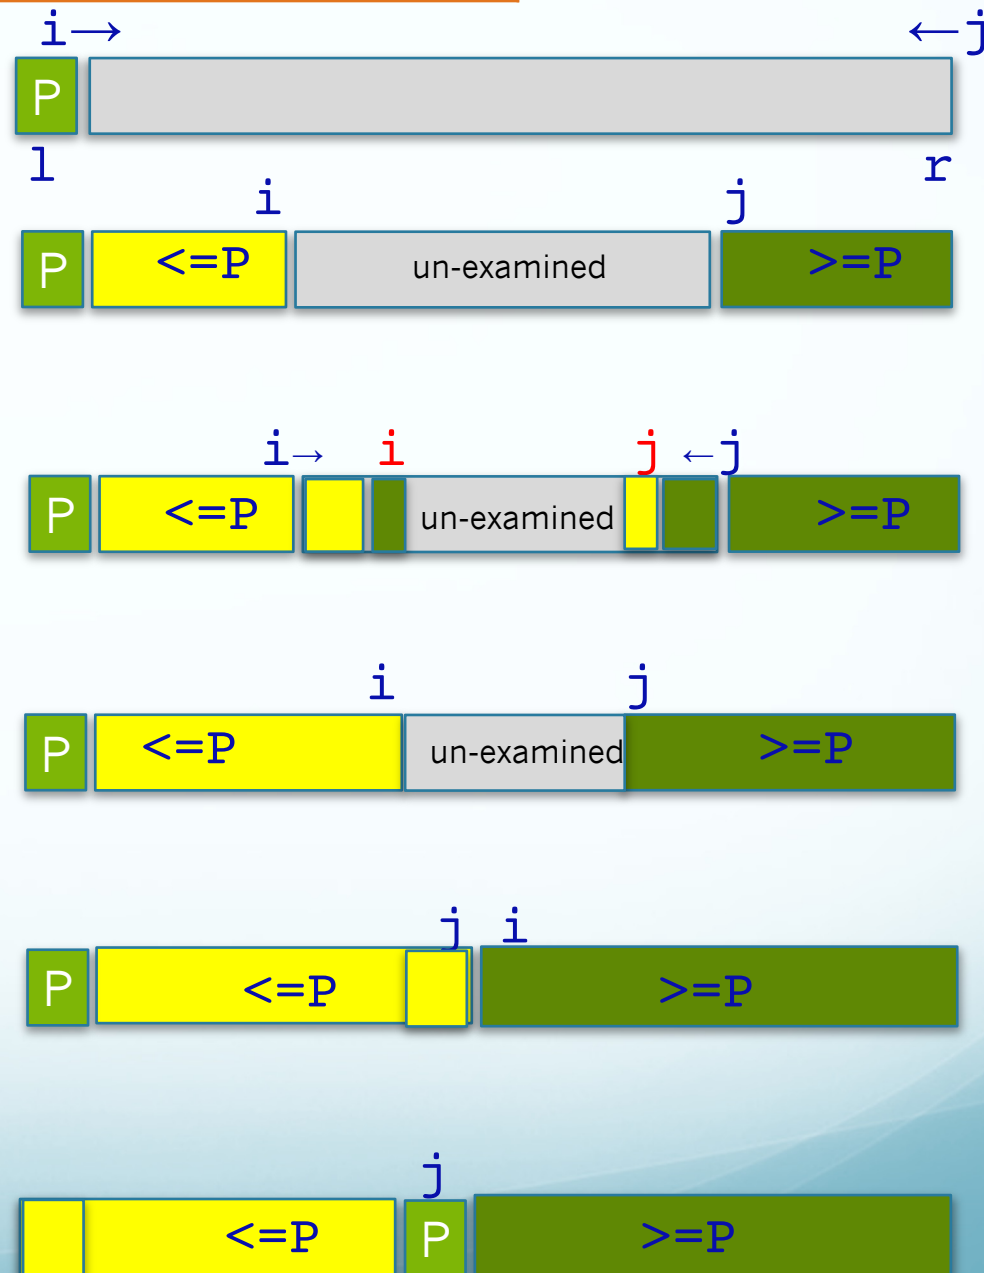 i→ ←j
P
l r
i j
P <=P un-examined >=P
i→ i j ←j
P <=P un-examined >=P
i j
P <=P un-examined >=P
j i
P <=P >=P
j
<=P P >=P